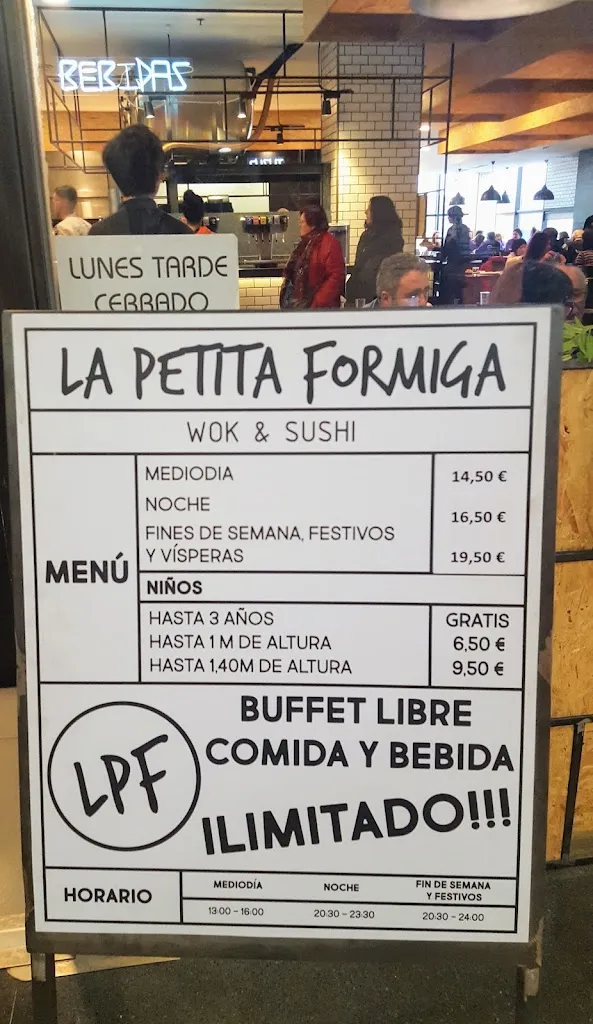 BEBIDAS
LUNES TARDE
CERRADO
LA PETITA FORMIGA
WOK & SUSHI
MENÚ
MEDIODIA 14,50 €
NOCHE 16,50 €
FINES DE SEMANA, FESTIVOS
Y VÍSPERAS 19,50 €
NIÑOS
HASTA 3 AÑOS GRATIS
HASTA 1 M DE ALTURA 6,50 €
HASTA 1,40M DE ALTURA 9,50 €
LPF
BUFFET LIBRE
COMIDA Y BEBIDA
ILIMITADO!!!
HORARIO
MEDIODÍA NOCHE FIN DE SEMANA
Y FESTIVOS
13:00 - 16:00 20:30 - 23:30 20:30 - 24:00